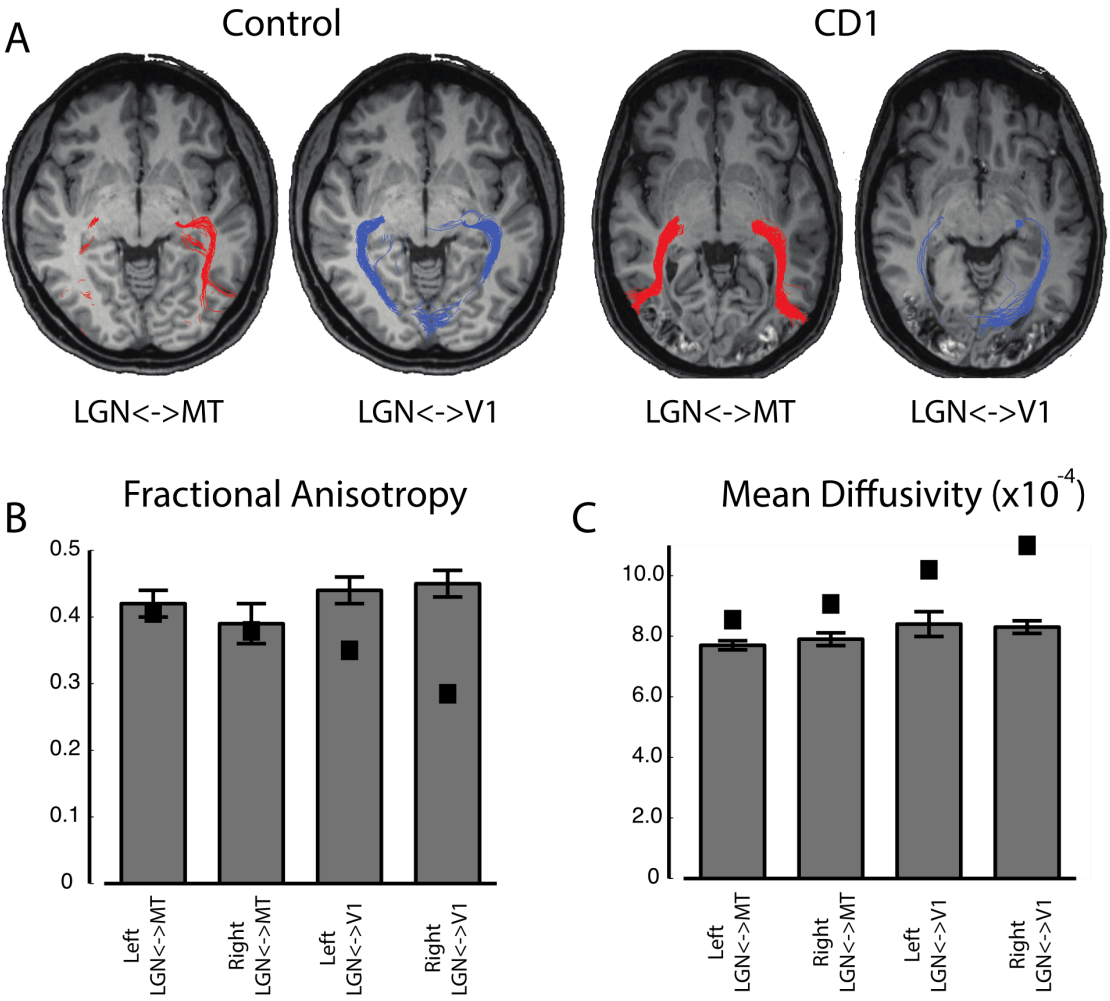 A
Control
CD1
LGN<->MT
LGN<->V1
LGN<->MT
LGN<->V1
B
Fractional Anisotropy
0.5
0.4
0.3
0.2
0.1
0
Left
LGN<->MT
Right
LGN<->MT
Left
LGN<->V1
Right
LGN<->V1
C
Mean Diffusivity (x10⁻⁴)
10.0
8.0
6.0
4.0
2.0
0
Left
LGN<->MT
Right
LGN<->MT
Left
LGN<->V1
Right
LGN<->V1